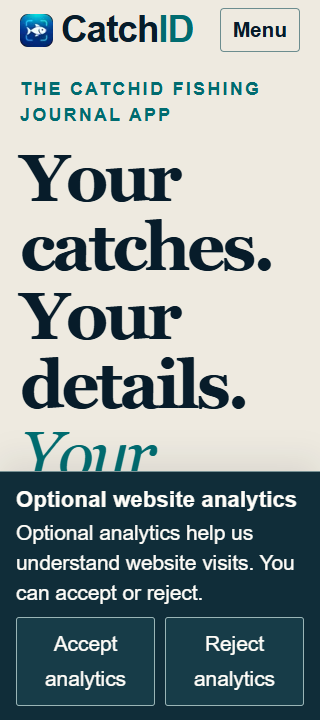 CatchID
Menu
THE CATCHID FISHING
JOURNAL APP
Your
catches.
Your
details.
Your
Optional website analytics
Optional analytics help us
understand website visits. You
can accept or reject.
Accept
analytics
Reject
analytics